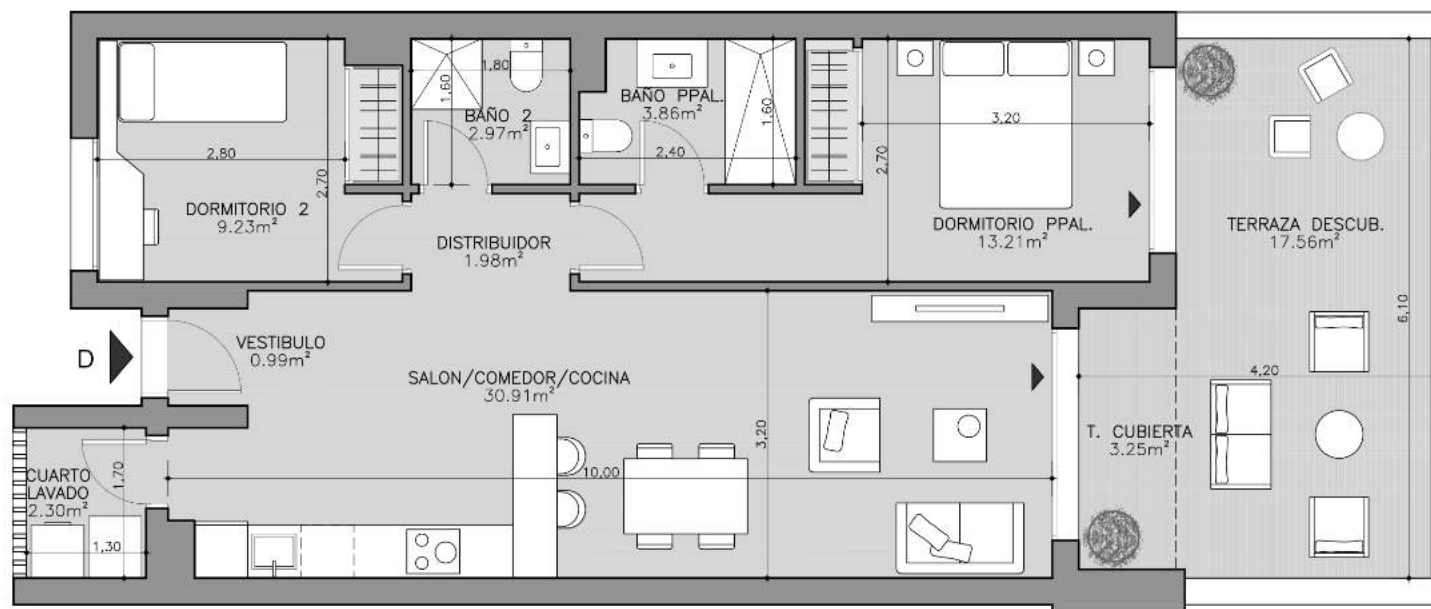 1,80
1,60
BAÑO 2
2.97m²
BAÑO PPAL.
3.86m²
1,60
2,40
3,20
2,70
2,80
2,70
DORMITORIO 2
9.23m²
DISTRIBUIDOR
1.98m²
DORMITORIO PPAL.
13.21m²
TERRAZA DESCUB.
17.56m²
6,10
D
VESTIBULO
0.99m²
SALON/COMEDOR/COCINA
30.91m²
4,20
3,20
T. CUBIERTA
3.25m²
1,70
CUARTO
LAVADO
2.30m²
10,00
1,30